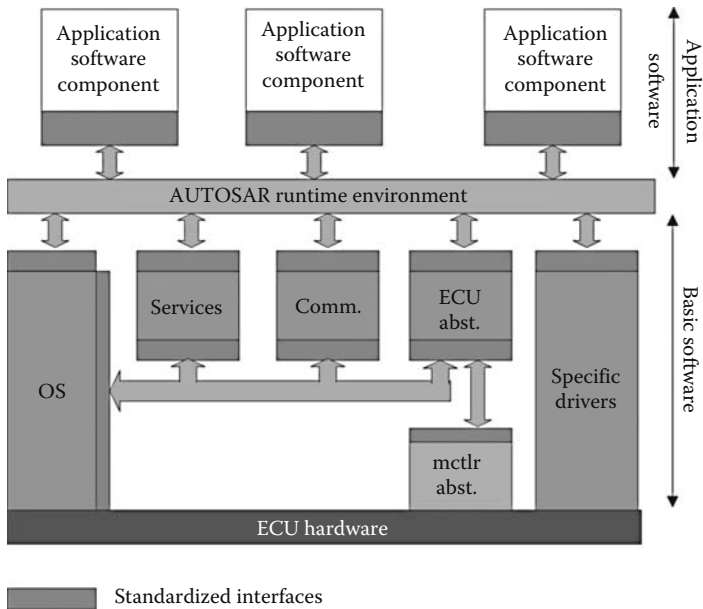 Application
software
component
Application
software
component
Application
software
component
Application
software
AUTOSAR runtime environment
OS
Services
Comm.
ECU
abst.
Specific
drivers
mctlr
abst.
Basic software
ECU hardware
Standardized interfaces